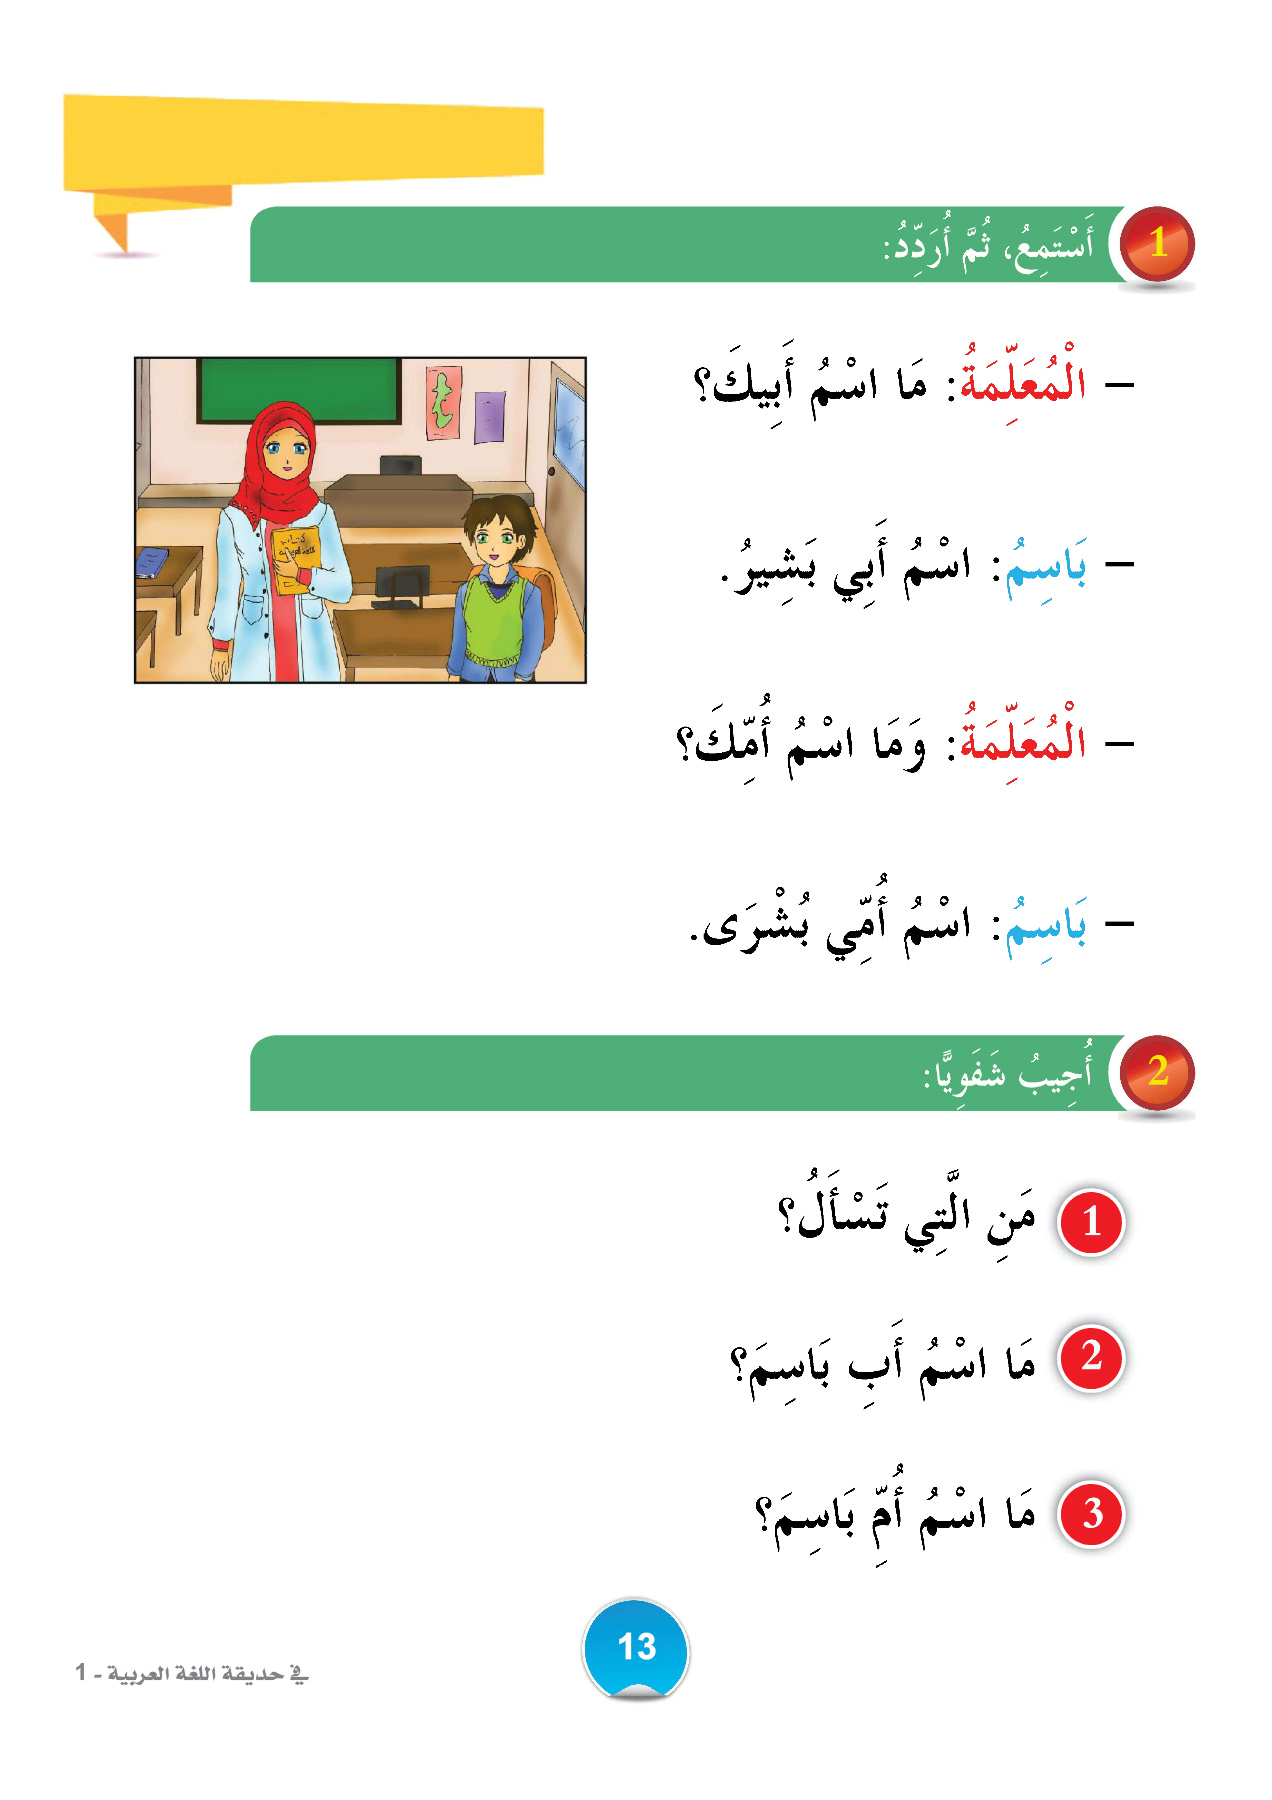 1 أَسْتَمِعُ، ثُمَّ أُرَدِّدُ:
– الْمُعَلِّمَةُ: مَا اسْمُ أَبِيكَ؟
– بَاسِمُ: اسْمُ أَبِي بَشِيرُ.
– الْمُعَلِّمَةُ: وَمَا اسْمُ أُمِّكَ؟
– بَاسِمُ: اسْمُ أُمِّي بُشْرَى.
2 أُجِيبُ شَفَوِيًّا:
1 مَنِ الَّتِي تَسْأَلُ؟
2 مَا اسْمُ أَبِ بَاسِمَ؟
3 مَا اسْمُ أُمِّ بَاسِمَ؟
13
في حديقة اللغة العربية - 1